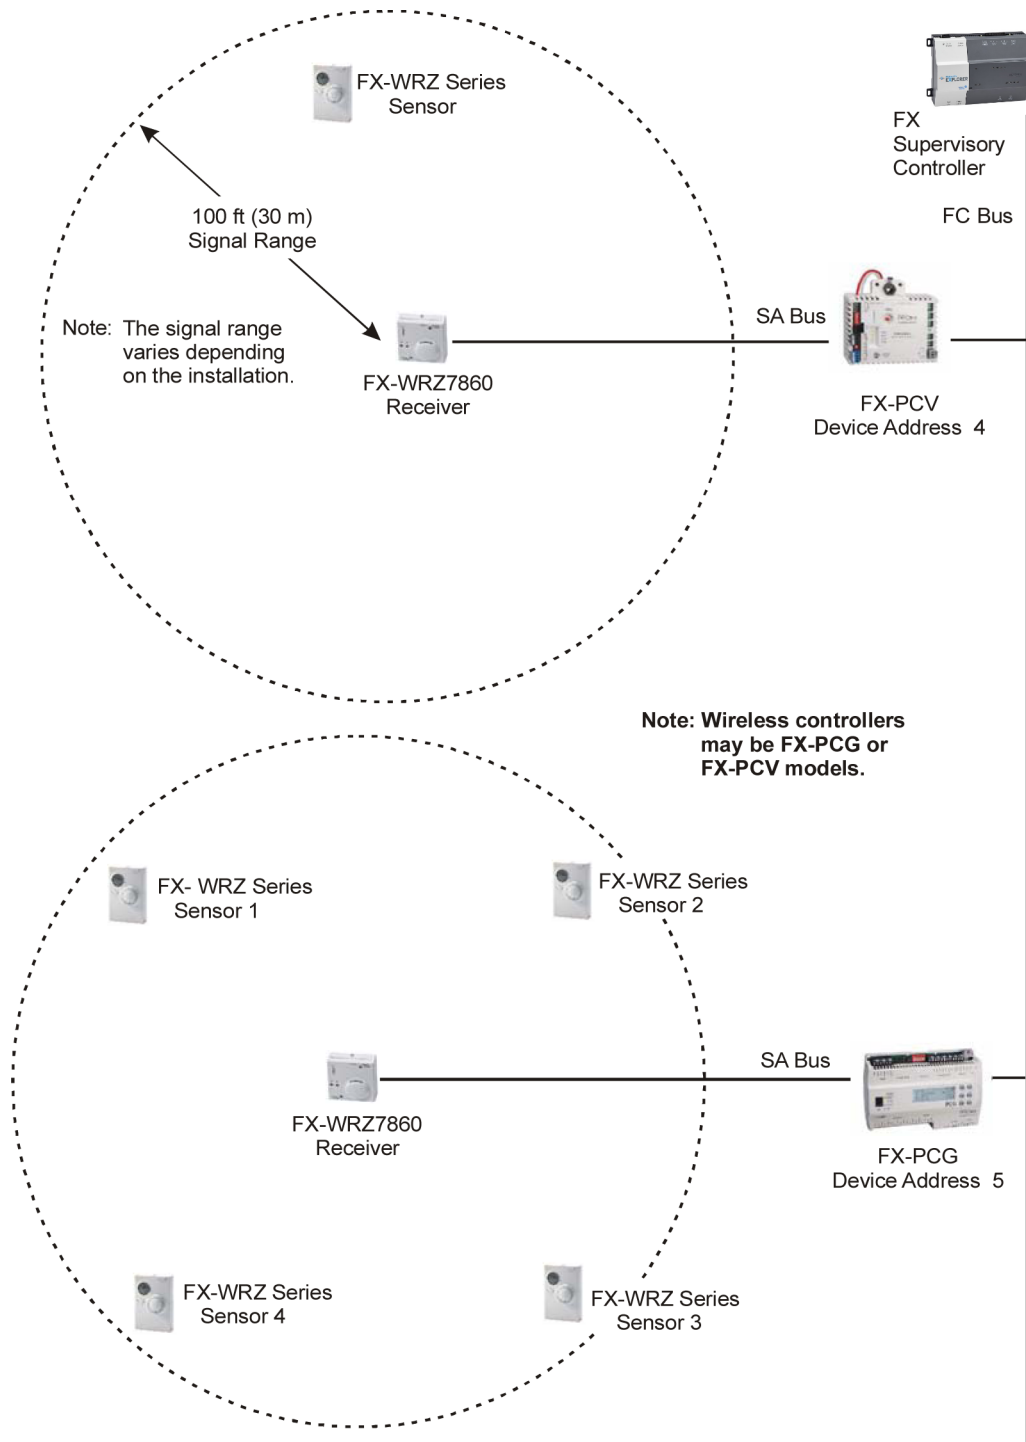 FX-WRZ Series
Sensor
EXPLORER
FX
Supervisory
Controller
100 ft (30 m)
Signal Range
FC Bus
Note: The signal range
varies depending
on the installation.
SA Bus
FX-WRZ7860
Receiver
FX-PCV
Device Address 4
Note: Wireless controllers
may be FX-PCG or
FX-PCV models.
FX- WRZ Series
Sensor 1
FX-WRZ Series
Sensor 2
SA Bus
PCG
FX-WRZ7860
Receiver
FX-PCG
Device Address 5
FX-WRZ Series
Sensor 4
FX-WRZ Series
Sensor 3